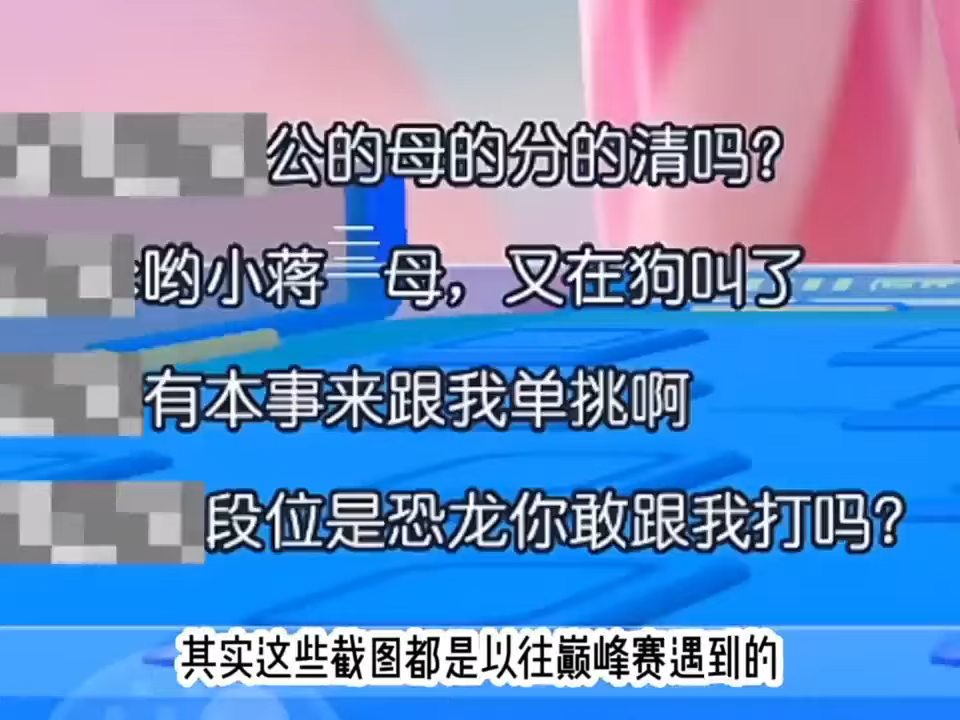 公的母的分的清吗？
哟小蒋 母，又在狗叫了
有本事来跟我单挑啊
段位是恐龙你敢跟我打吗？
其实这些截图都是以往巅峰赛遇到的